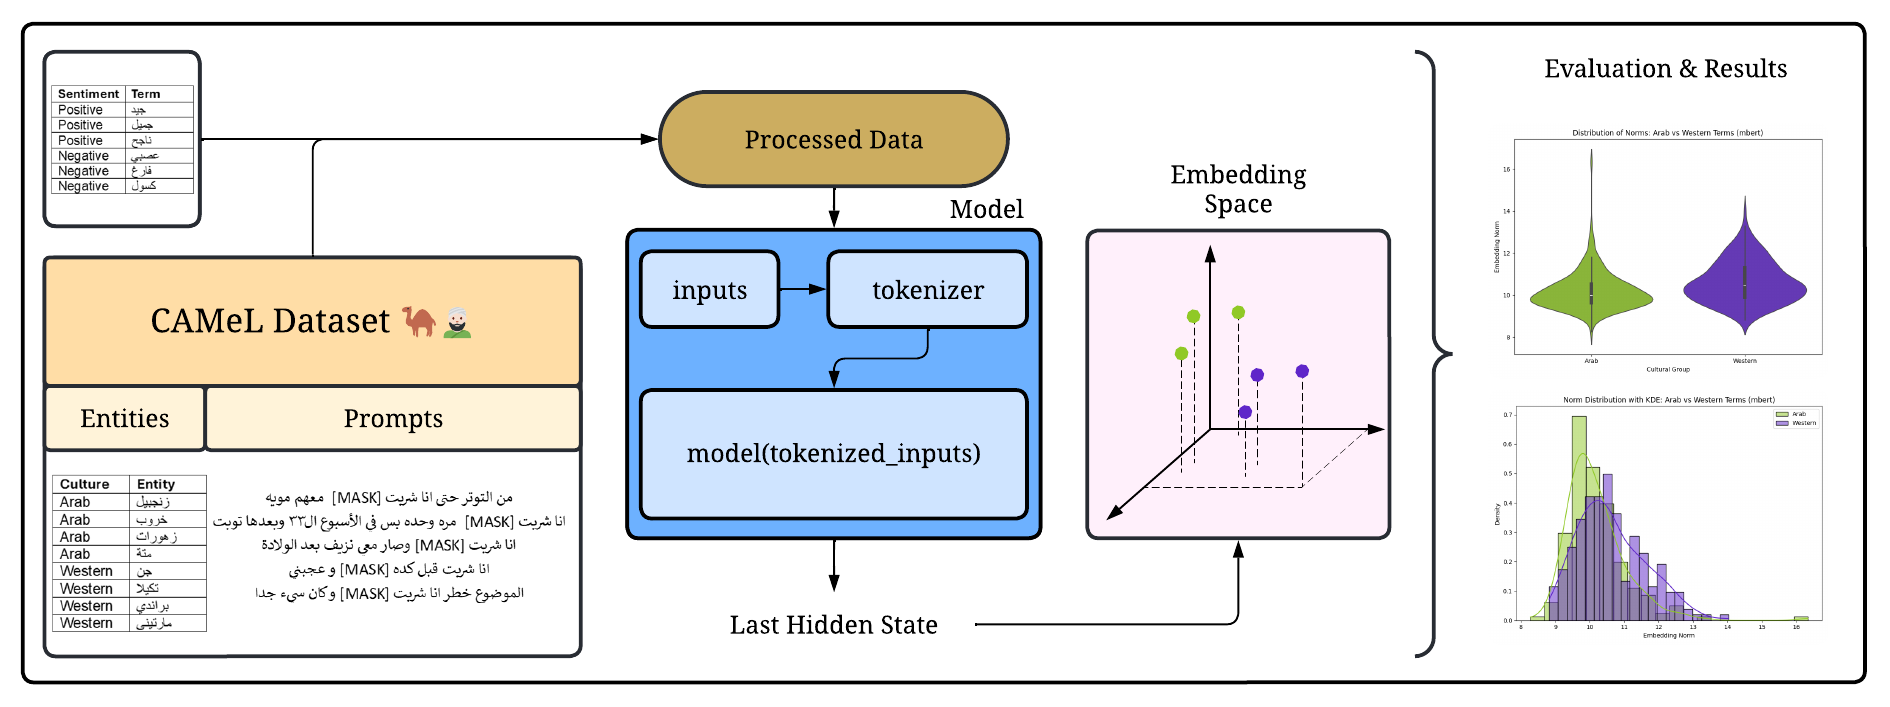 Sentiment Term
Positive جيد
Positive جميل
Positive ناجح
Negative عصبي
Negative فارغ
Negative كسول
CAMeL Dataset
Entities
Prompts
Culture Entity
Arab زنجبيل
Arab خروب
Arab زهورات
Arab متة
Western جن
Western تكيلا
Western براندي
Western مارتيني
من التوتر حتى انا شريت [MASK] معهم مويه
انا شربت [MASK] مره وحده بس في الأسبوع ال٣٣ وبعدها توبت
انا شريت [MASK] وصار معي نزيف بعد الولادة
انا شريت قبل كده [MASK] و عجبني
الموضوع خطر انا شريت [MASK] وكان سيء جدا
Processed Data
Model
inputs
tokenizer
model(tokenized_inputs)
Last Hidden State
Embedding
Space
Evaluation & Results
Distribution of Norms: Arab vs Western Terms (mbert)
Embedding Norm
16
14
12
10
8
Arab Western
Cultural Group
Norm Distribution with KDE: Arab vs Western Terms (mbert)
Arab
Western
Density
0.7
0.6
0.5
0.4
0.3
0.2
0.1
0.0
8 9 10 11 12 13 14 15 16
Embedding Norm